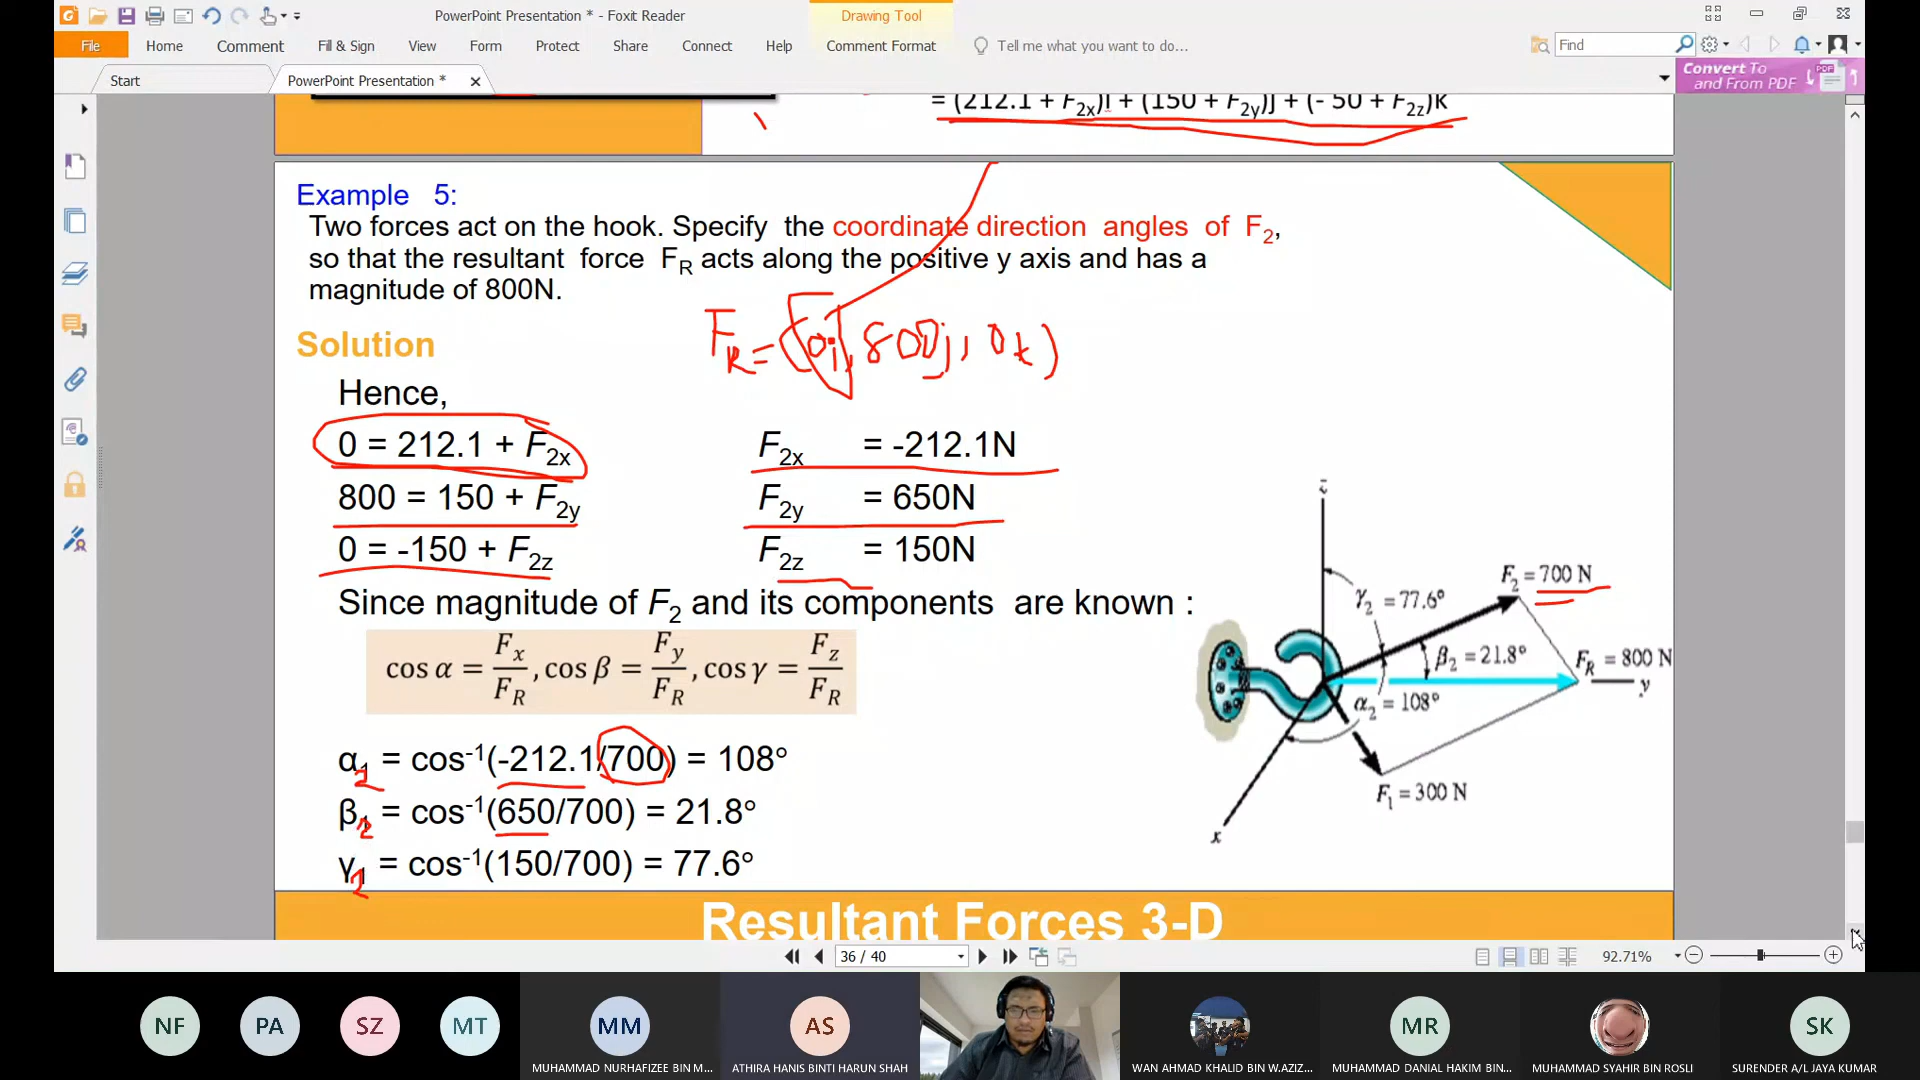 PowerPoint Presentation * - Foxit Reader
Drawing Tool
File Home Comment Fill & Sign View Form Protect Share Connect Help Comment Format Tell me what you want to do... Find
Start PowerPoint Presentation *
Convert To and From PDF
= (212.1 + F2x)i + (150 + F2y)j + (- 50 + F2z)k
Example 5:
Two forces act on the hook. Specify the coordinate direction angles of F2,
so that the resultant force FR acts along the positive y axis and has a
magnitude of 800N.
FR = (0i, 800j, 0k)
Solution
Hence,
0 = 212.1 + F2x F2x = -212.1N
800 = 150 + F2y F2y = 650N
0 = -150 + F2z F2z = 150N
Since magnitude of F2 and its components are known :
cos α = Fx/FR, cos β = Fy/FR, cos γ = Fz/FR
α2 = cos-1(-212.1/700) = 108°
β2 = cos-1(650/700) = 21.8°
γ2 = cos-1(150/700) = 77.6°
z
F2 = 700 N
γ2 = 77.6°
β2 = 21.8°
FR = 800 N
y
α2 = 108°
F1 = 300 N
x
Resultant Forces 3-D
36 / 40
92.71%
NF PA SZ MT MM AS MR SK
MUHAMMAD NURHAFIZEE BIN M... ATHIRA HANIS BINTI HARUN SHAH WAN AHMAD KHALID BIN W.AZIZ... MUHAMMAD DANIAL HAKIM BIN... MUHAMMAD SYAHIR BIN ROSLI SURENDER A/L JAYA KUMAR